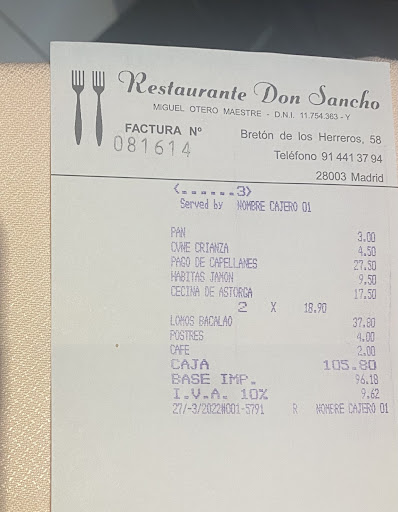 Restaurante Don Sancho
MIGUEL OTERO MAESTRE - D.N.I. 11.754.363 - Y
FACTURA Nº
081614
Bretón de los Herreros, 58
Teléfono 91 441 37 94
28003 Madrid
<......3>
Served by NOMBRE CAJERO 01
PAN 3.00
CUNE CRIANZA 4.50
PAGO DE CAPELLANES 27.50
HABITAS JAMON 9.50
CECINA DE ASTORGA 17.50
2 X 18.90
LOMOS BACALAO 37.80
POSTRES 4.00
CAFE 2.00
CAJA 105.80
BASE IMP. 96.18
I.V.A. 10% 9.62
27/-3/2022#001-5791 R NOMBRE CAJERO 01